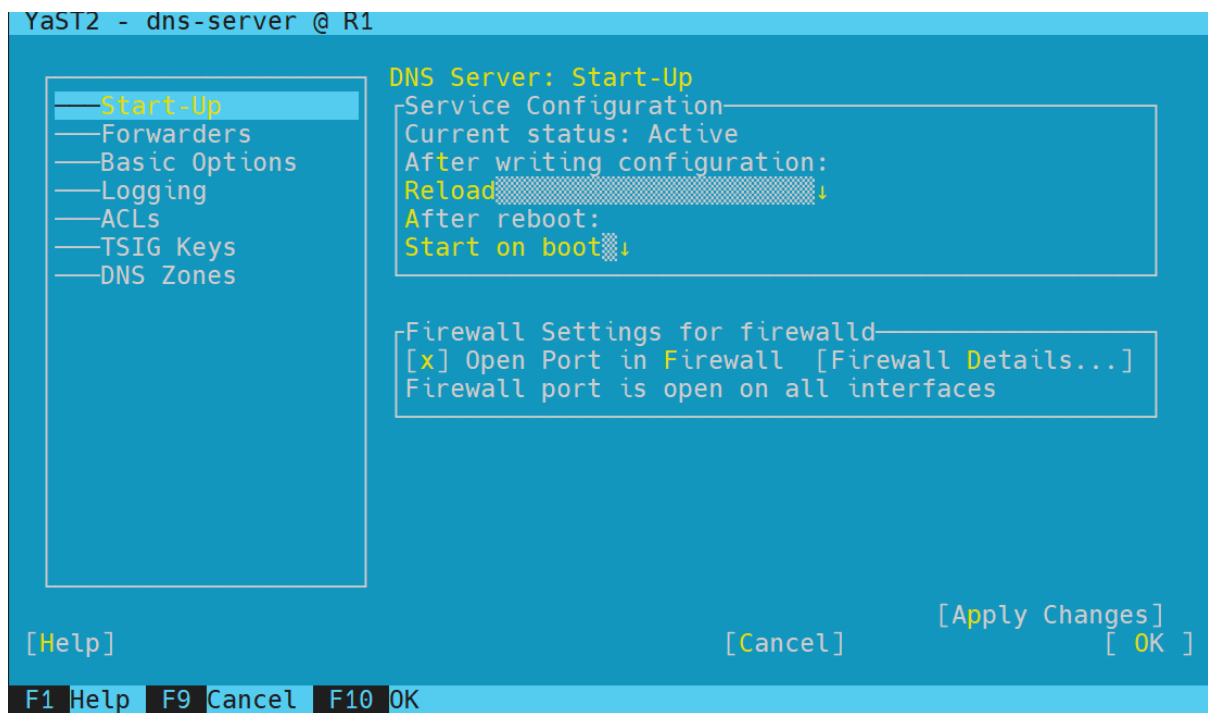 YaST2 - dns-server @ R1
Start-Up
Forwarders
Basic Options
Logging
ACLs
TSIG Keys
DNS Zones
DNS Server: Start-Up
Service Configuration
Current status: Active
After writing configuration:
Reload↓
After reboot:
Start on boot↓
Firewall Settings for firewalld
[x] Open Port in Firewall [Firewall Details...]
Firewall port is open on all interfaces
[Apply Changes]
[Help] [Cancel] [ OK ]
F1 Help F9 Cancel F10 OK